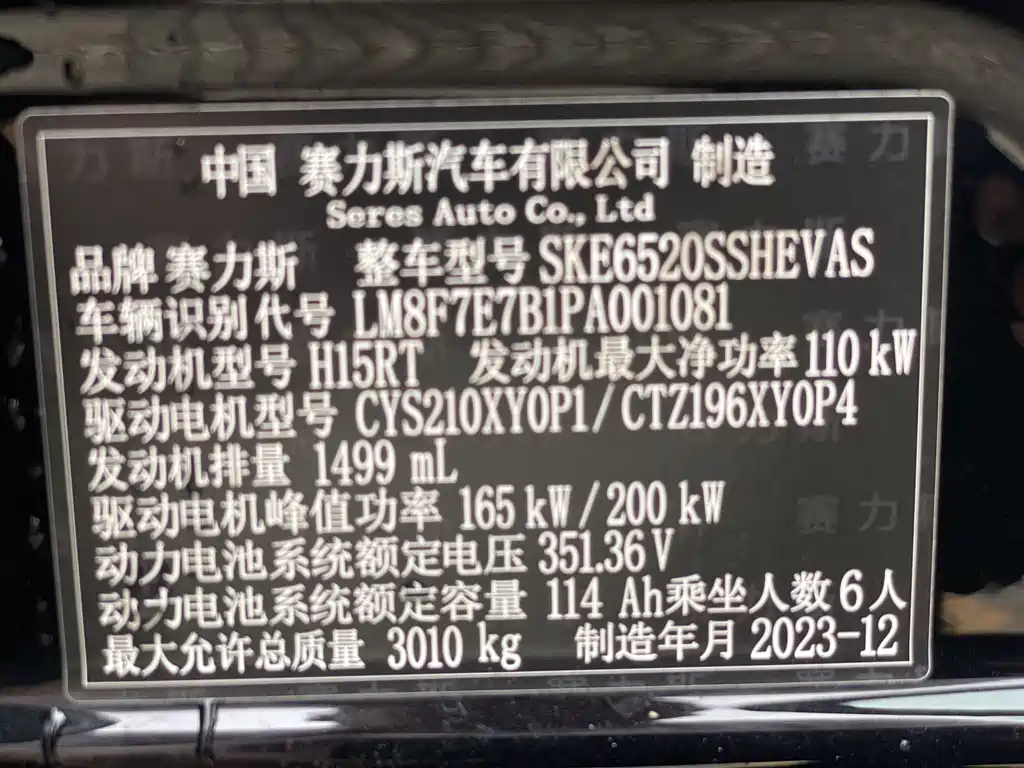 中国 赛力斯汽车有限公司 制造
Seres Auto Co., Ltd
品牌 赛力斯 整车型号 SKE6520SSHEVAS
车辆识别代号 LM8F7E7B1PA001081
发动机型号 H15RT 发动机最大净功率 110 kW
驱动电机型号 CYS210XY0P1/CTZ196XY0P4
发动机排量 1499 mL
驱动电机峰值功率 165 kW/200 kW
动力电池系统额定电压 351.36V
动力电池系统额定容量 114 Ah乘坐人数 6人
最大允许总质量 3010 kg 制造年月 2023-12